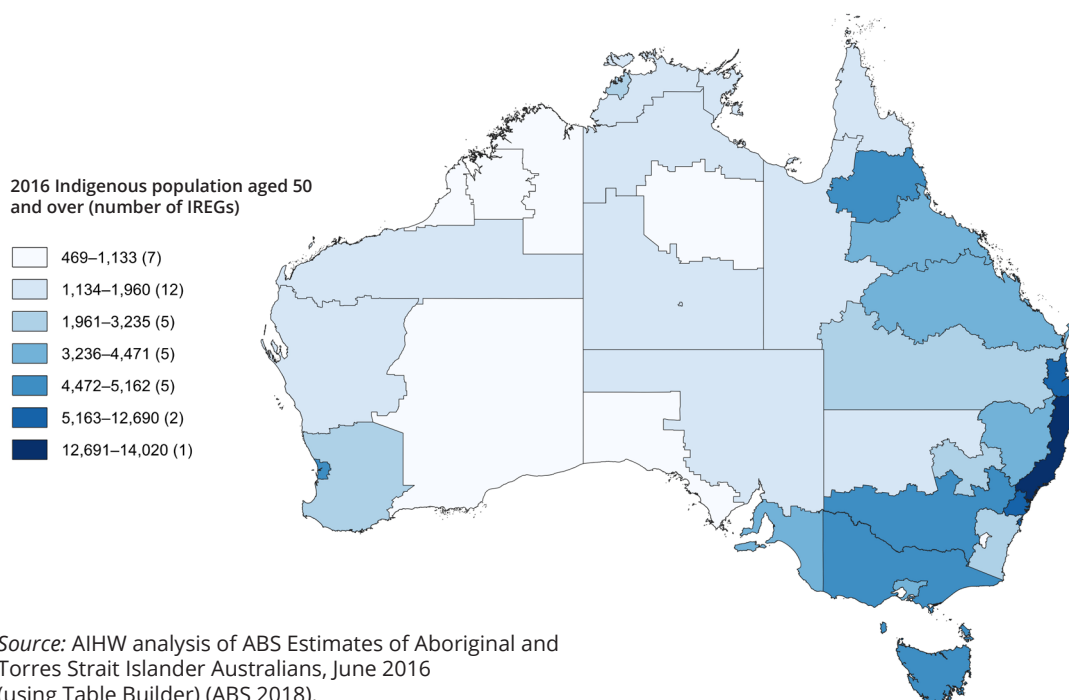 2016 Indigenous population aged 50
and over (number of IREGs)
469–1,133 (7)
1,134–1,960 (12)
1,961–3,235 (5)
3,236–4,471 (5)
4,472–5,162 (5)
5,163–12,690 (2)
12,691–14,020 (1)
Source: AIHW analysis of ABS Estimates of Aboriginal and
Torres Strait Islander Australians, June 2016
(using Table Builder) (ABS 2018).